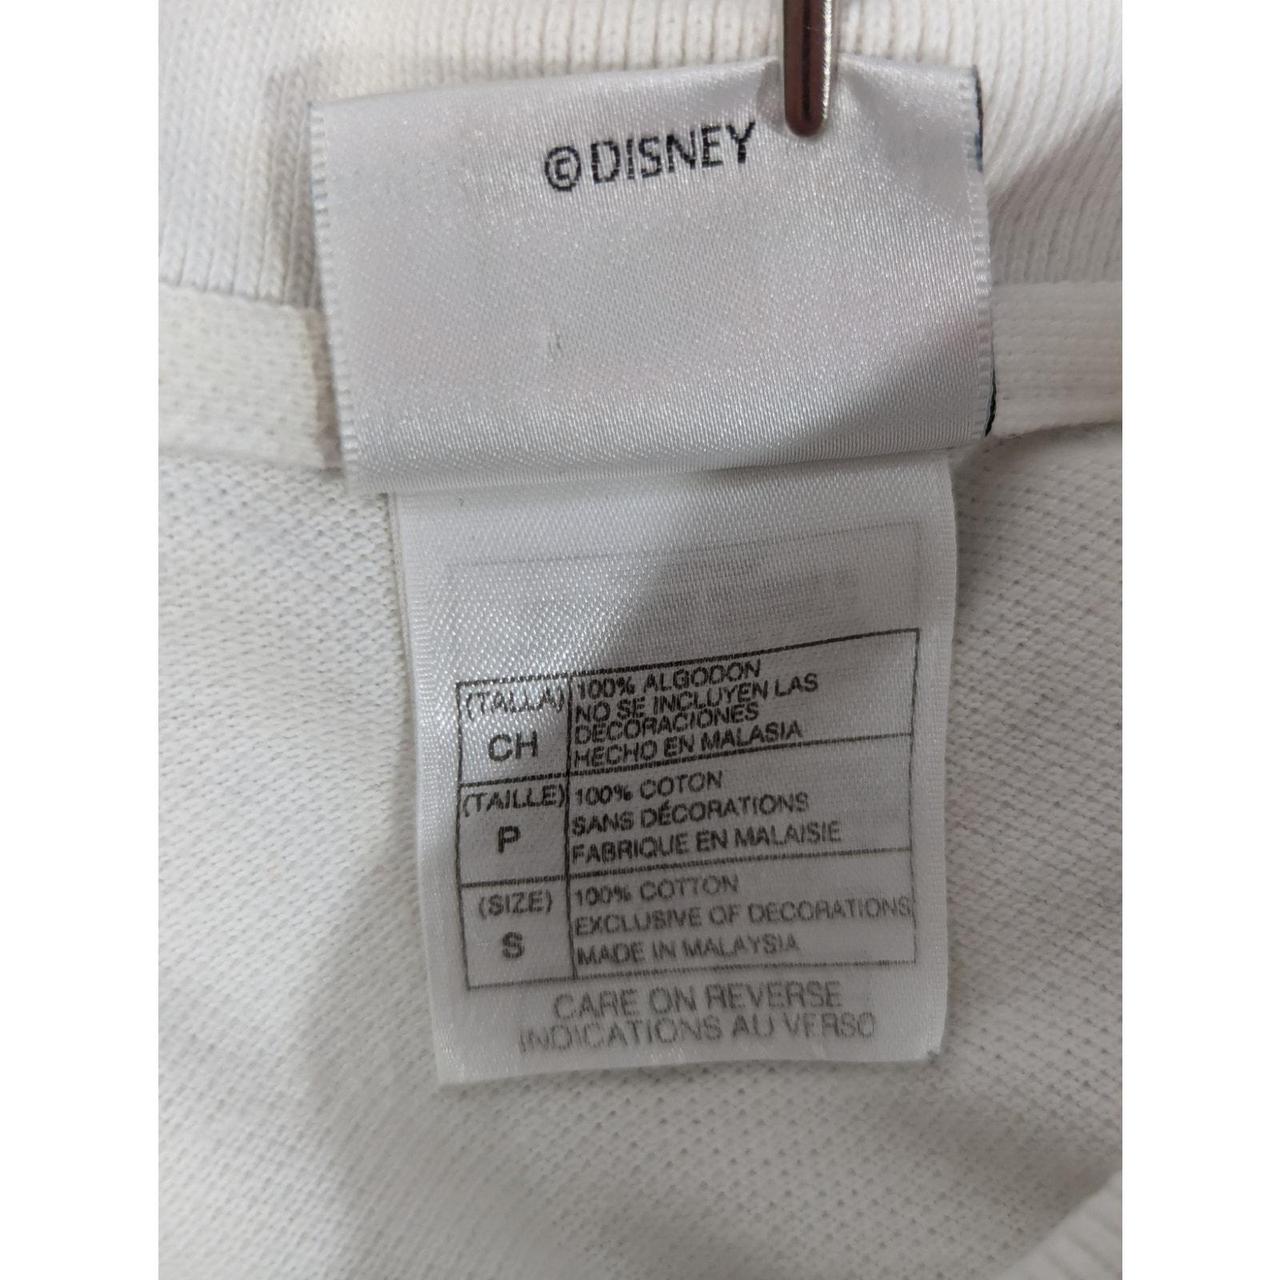 ©DISNEY
(TALLA)
CH
100% ALGODON
NO SE INCLUYEN LAS
DECORACIONES
HECHO EN MALASIA
(TAILLE)
P
100% COTON
SANS DÉCORATIONS
FABRIQUE EN MALAISIE
(SIZE)
S
100% COTTON
EXCLUSIVE OF DECORATIONS
MADE IN MALAYSIA
CARE ON REVERSE
INDICATIONS AU VERSO